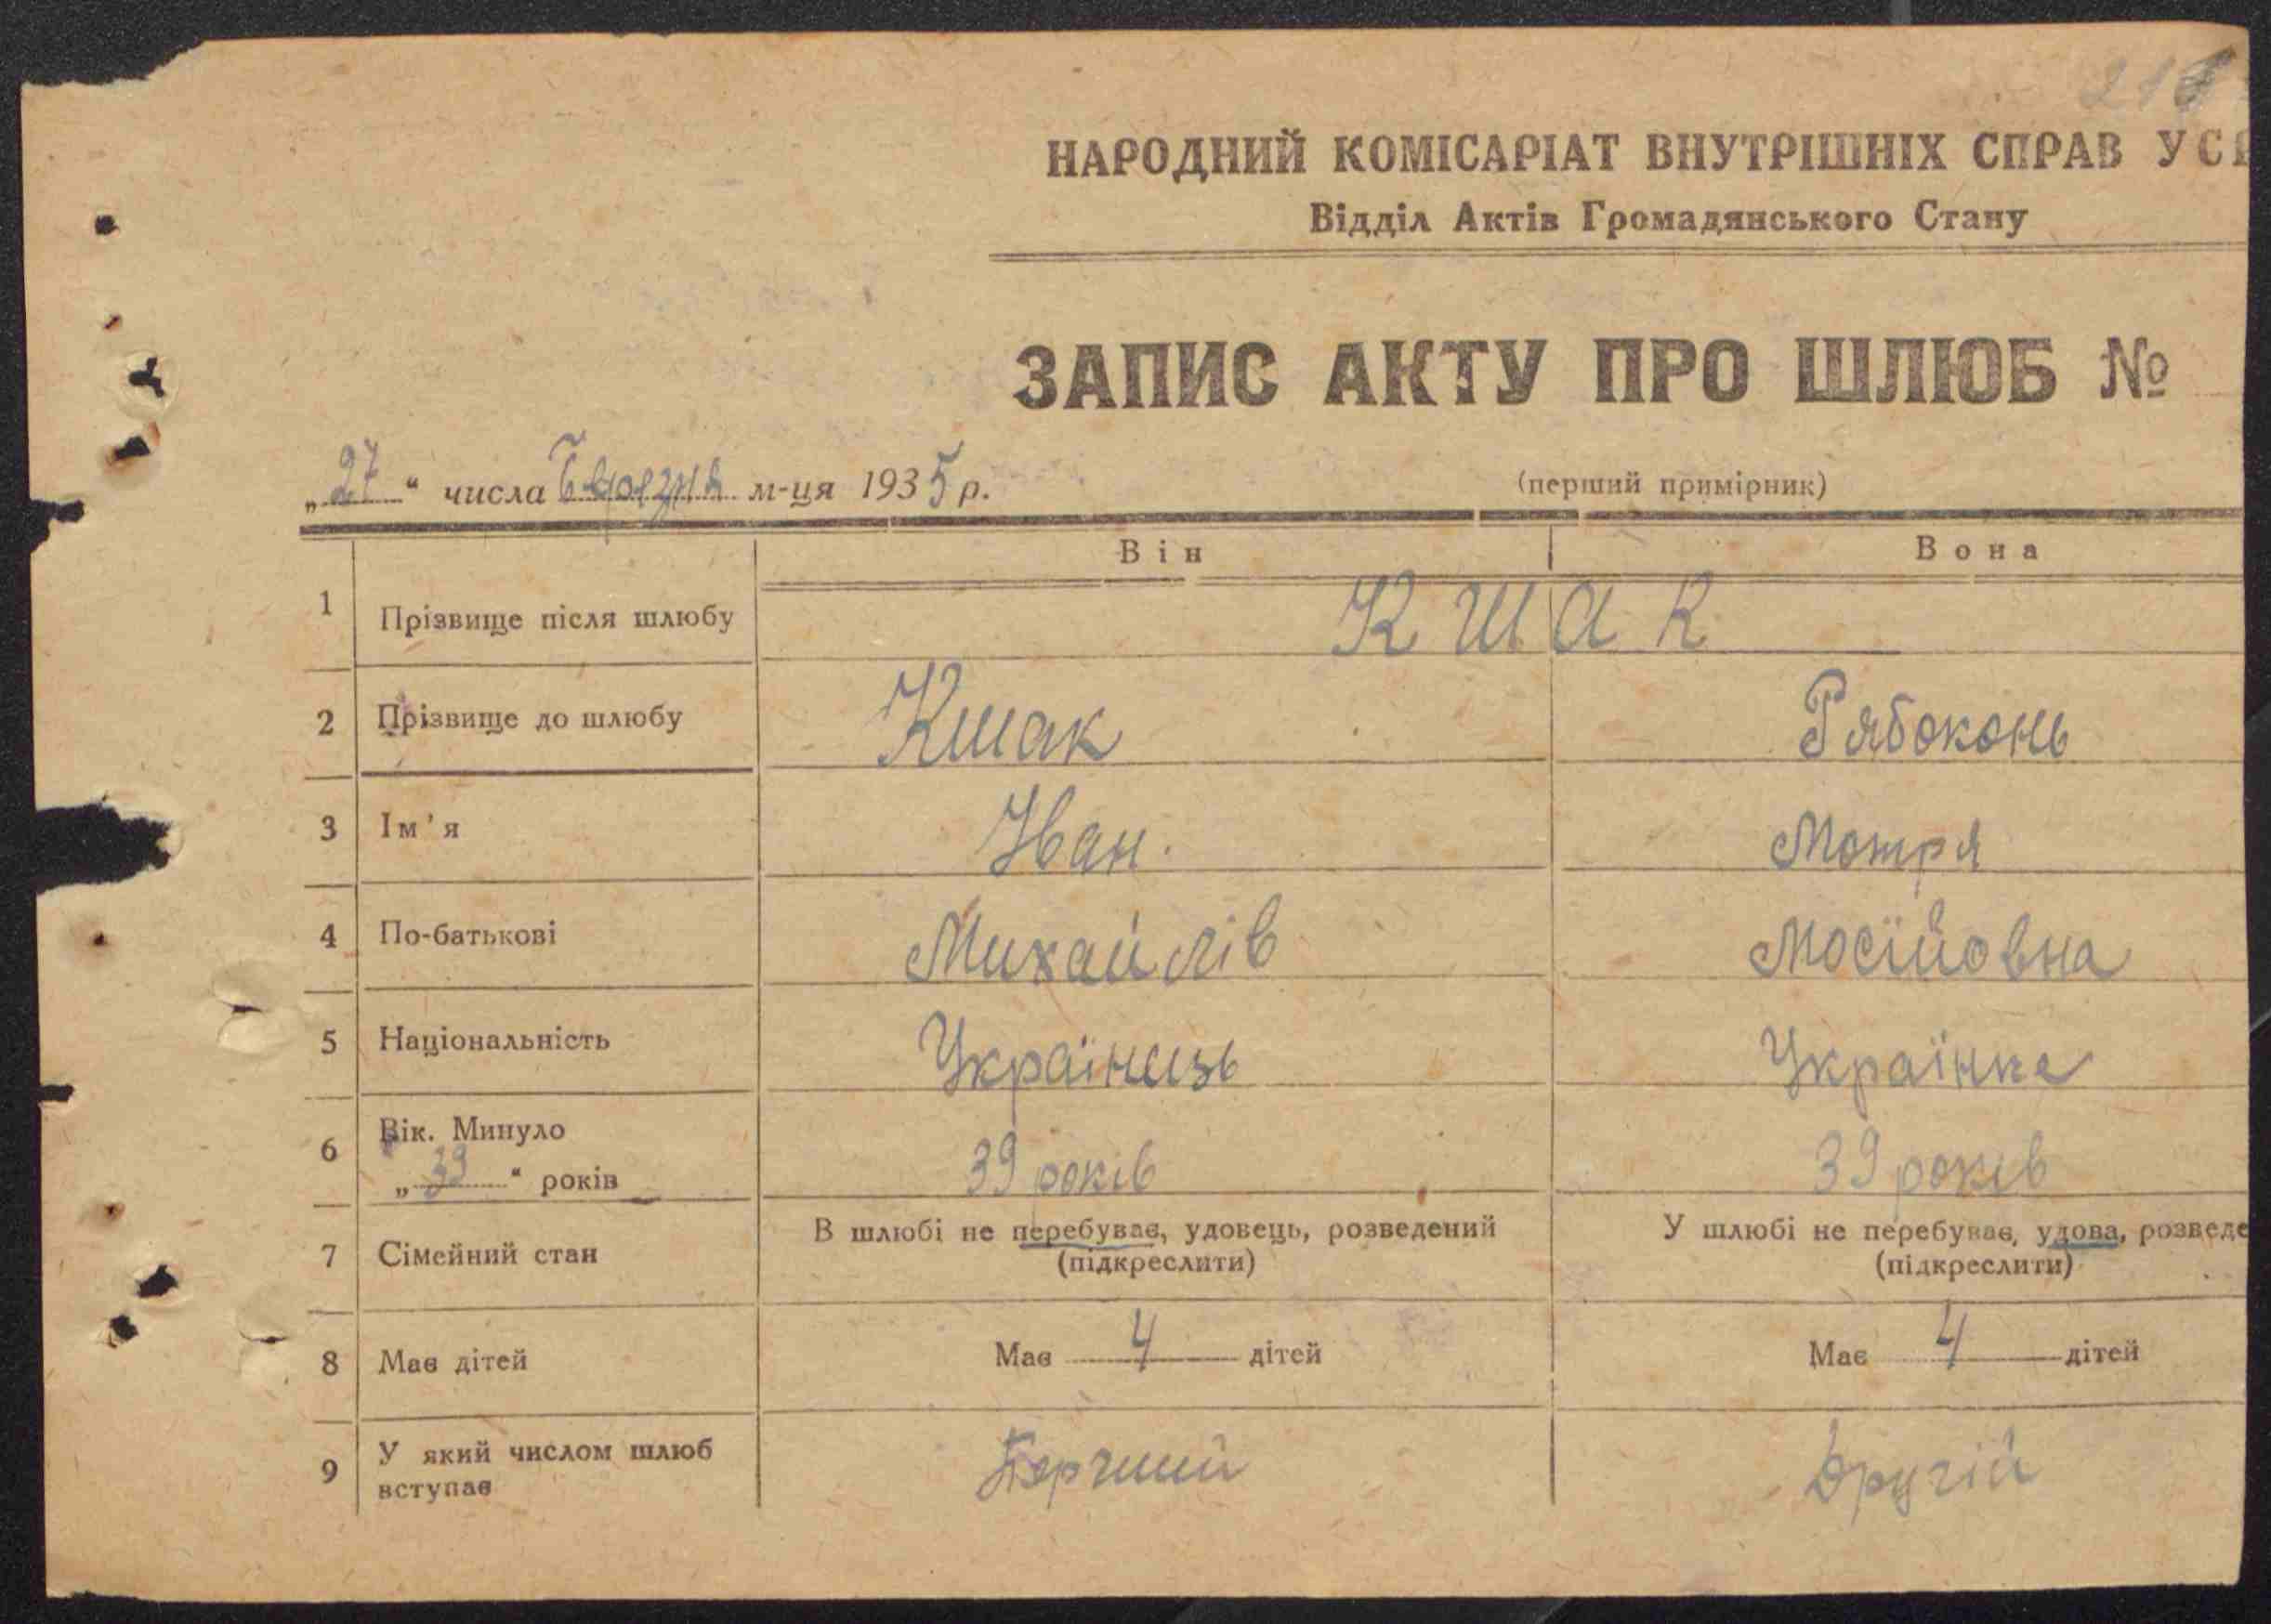 НАРОДНИЙ КОМІСАРІАТ ВНУТРІШНІХ СПРАВ УС
Відділ Актів Громадянського Стану
ЗАПИС АКТУ ПРО ШЛЮБ №
„27“ числа березня м-ця 1935 р.
(перший примірник)
Він Вона
1 Прізвище після шлюбу Кшак
2 Прізвище до шлюбу Кшак Рябоконь
3 Ім'я Іван. Мотря
4 По-батькові Михайлів Мосійовна
5 Національність Українець Українка
6 Вік. Минуло
„39“ років 39 років 39 років
7 Сімейний стан В шлюбі не перебуває, удовець, розведений У шлюбі не перебуває, удова, розведе
(підкреслити) (підкреслити)
8 Має дітей Має 4 дітей Має 4 дітей
9 У який числом шлюб
вступає Перчший Другій